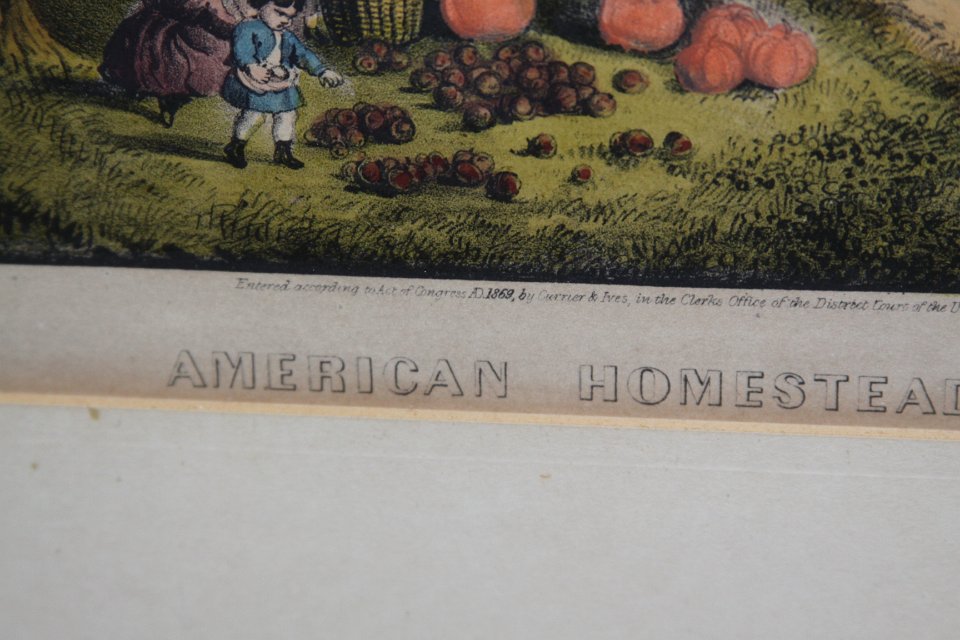 Entered according to Act of Congress AD. 1869, by Currier & Ives, in the Clerks Office of the District Court of the U
AMERICAN HOMESTEAD